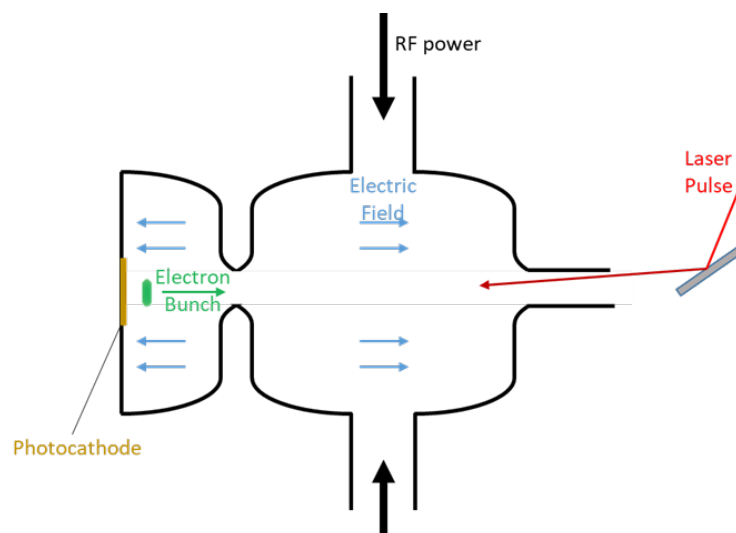 RF power
Laser
Pulse
Electric
Field
Electron
Bunch
Photocathode